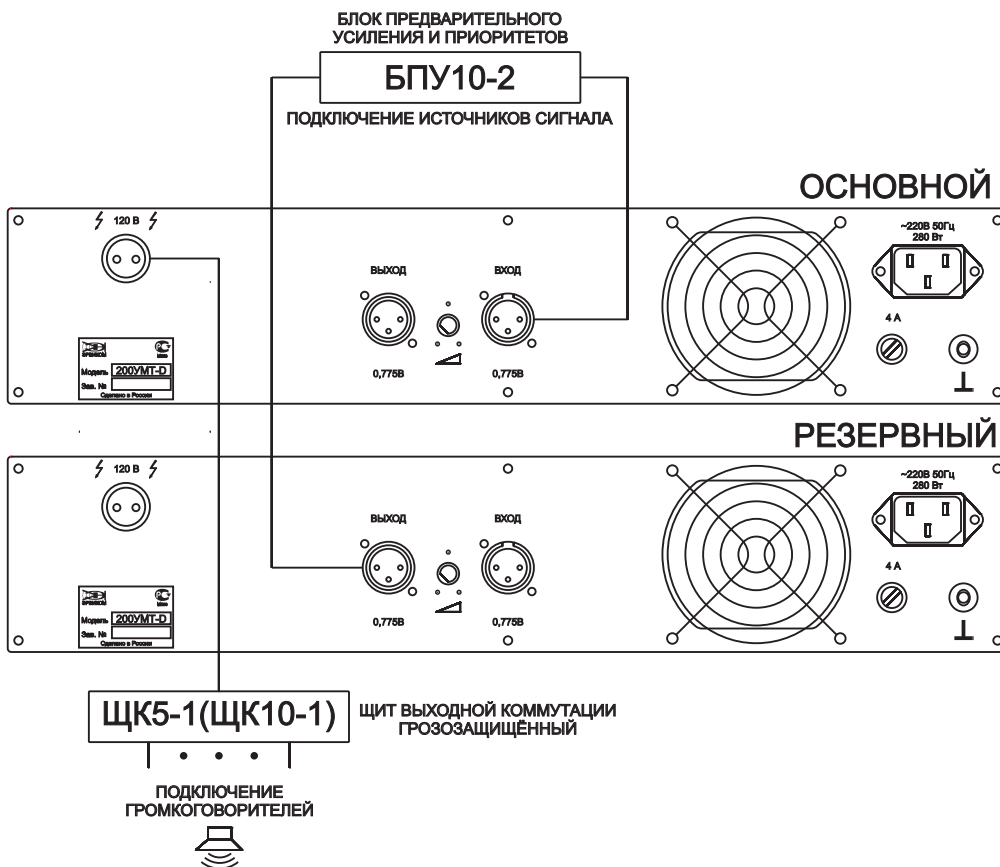 БЛОК ПРЕДВАРИТЕЛЬНОГО
УСИЛЕНИЯ И ПРИОРИТЕТОВ
БПУ10-2
ПОДКЛЮЧЕНИЕ ИСТОЧНИКОВ СИГНАЛА
ОСНОВНОЙ
120 В
ВЫХОД
ВХОД
~220В 50Гц
280 Вт
4 А
0,775В
0,775В
Модель 200УМТ-D
Зав. №
Сделано в России
РЕЗЕРВНЫЙ
120 В
ВЫХОД
ВХОД
~220В 50Гц
280 Вт
4 А
0,775В
0,775В
Модель 200УМТ-D
Зав. №
Сделано в России
ЩК5-1(ЩК10-1)
ЩИТ ВЫХОДНОЙ КОММУТАЦИИ
ГРОЗОЗАЩИЩЁННЫЙ
ПОДКЛЮЧЕНИЕ
ГРОМКОГОВОРИТЕЛЕЙ